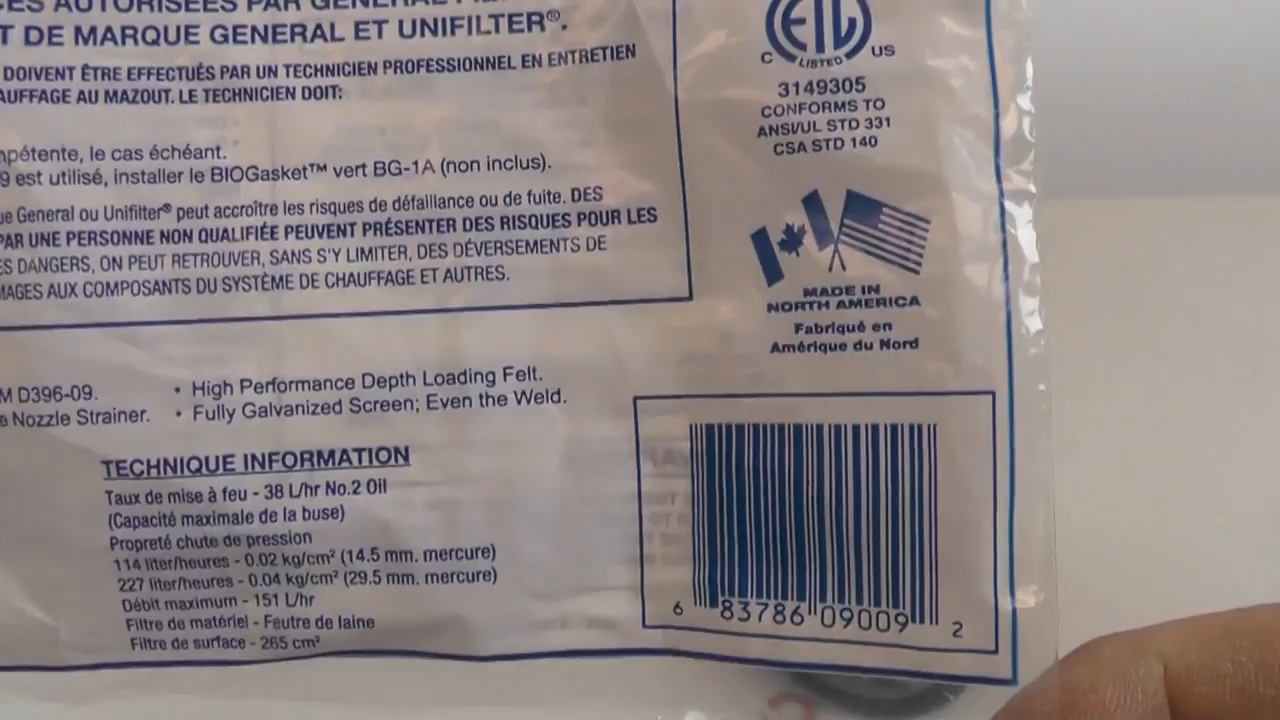 PAR GENERAL
T DE MARQUE GENERAL ET UNIFILTER®.
DOIVENT ÊTRE EFFECTUÉS PAR UN TECHNICIEN PROFESSIONNEL EN ENTRETIEN
AUFFAGE AU MAZOUT. LE TECHNICIEN DOIT:
mpétente, le cas échéant.
9 est utilisé, installer le BIOGasket™ vert BG-1A (non inclus).
ue General ou Unifilter® peut accroître les risques de défaillance ou de fuite. DES
PAR UNE PERSONNE NON QUALIFIÉE PEUVENT PRÉSENTER DES RISQUES POUR LES
ES DANGERS, ON PEUT RETROUVER, SANS S'Y LIMITER, DES DÉVERSEMENTS DE
MAGES AUX COMPOSANTS DU SYSTÈME DE CHAUFFAGE ET AUTRES.
ETL
C LISTED US
3149305
CONFORMS TO
ANSI/UL STD 331
CSA STD 140
MADE IN
NORTH AMERICA
Fabriqué en
Amérique du Nord
M D396-09.
e Nozzle Strainer.
• High Performance Depth Loading Felt.
• Fully Galvanized Screen; Even the Weld.
TECHNIQUE INFORMATION
Taux de mise à feu - 38 L/hr No.2 Oil
(Capacité maximale de la buse)
Propreté chute de pression
114 liter/heures - 0.02 kg/cm² (14.5 mm. mercure)
227 liter/heures - 0.04 kg/cm² (29.5 mm. mercure)
Débit maximum - 151 L/hr
Filtre de matériel - Feutre de laine
Filtre de surface - 265 cm²
6 83786 09009 2